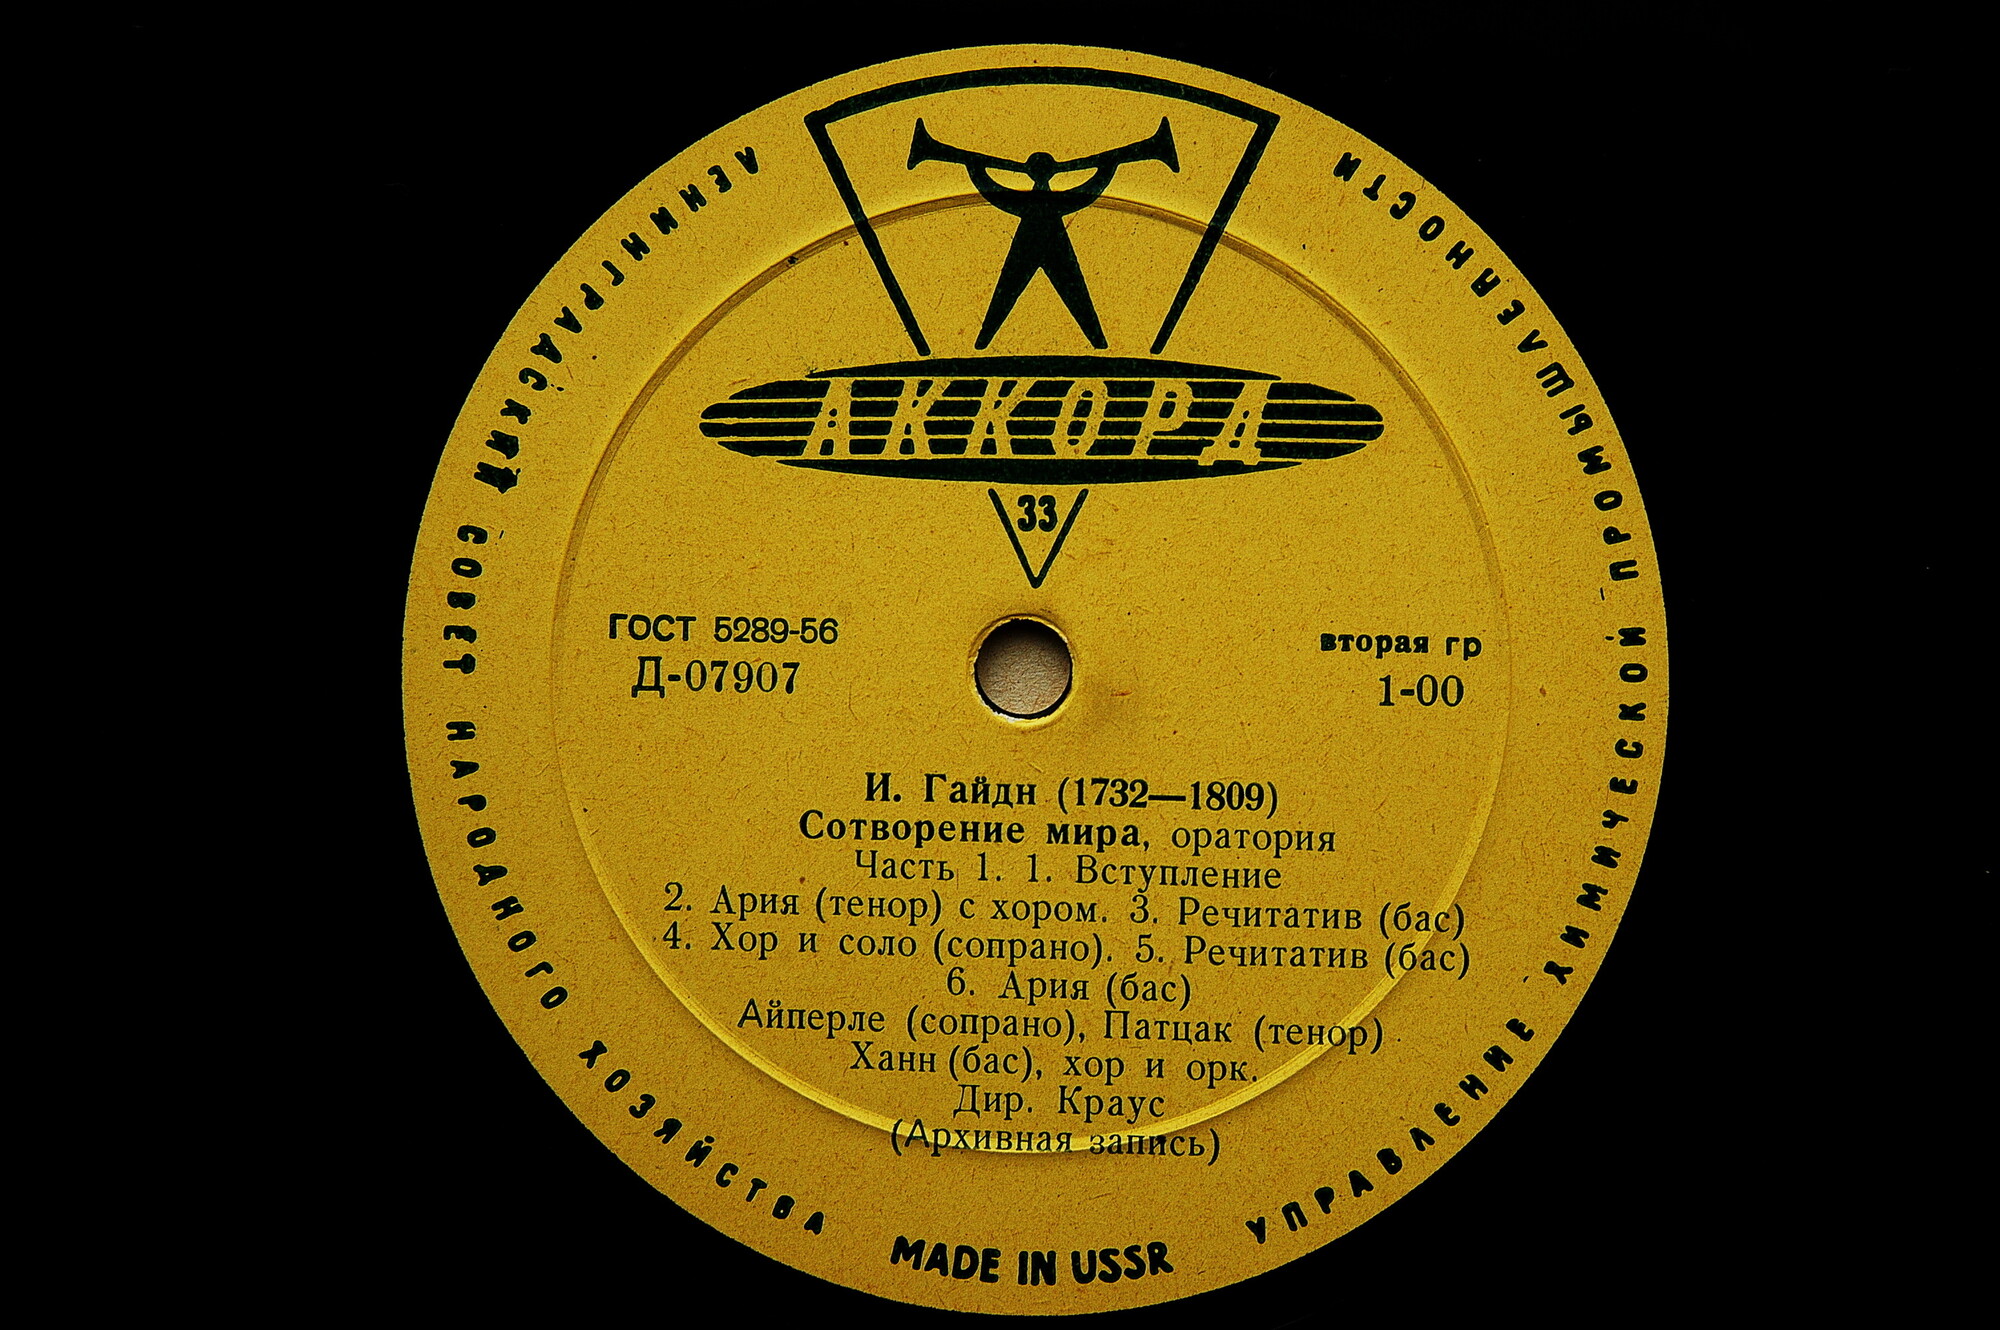 ЛЕНИНГРАДСКИЙ СОВЕТ НАРОДНОГО ХОЗЯЙСТВА
УПРАВЛЕНИЕ ХИМИЧЕСКОЙ ПРОМЫШЛЕННОСТИ
АККОРД
33
ГОСТ 5289-56
Д-07907
вторая гр
1-00
И. Гайдн (1732—1809)
Сотворение мира, оратория
Часть 1. 1. Вступление
2. Ария (тенор) с хором. 3. Речитатив (бас)
4. Хор и соло (сопрано). 5. Речитатив (бас)
6. Ария (бас)
Айперле (сопрано), Патцак (тенор)
Ханн (бас), хор и орк.
Дир. Краус
(Архивная запись)
MADE IN USSR